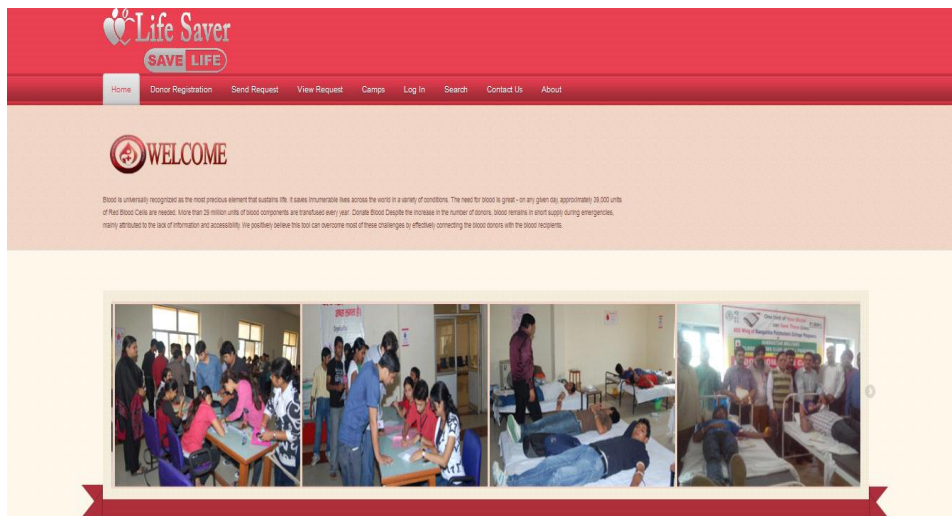 Life Saver
SAVE LIFE
Home Donor Registration Send Request View Request Camps Log In Search Contact Us About
WELCOME
Blood is universally recognized as the most precious element that sustains life. It saves innumerable lives across the world in a variety of conditions. The need for blood is great - on any given day, approximately 39,000 units
of Red Blood Cells are needed. More than 29 million units of blood components are transfused every year. Donate Blood Despite the increase in the number of donors, blood remains in short supply during emergencies,
mainly attributed to the lack of information and accessibility. We positively believe this tool can overcome most of these challenges by effectively connecting the blood donors with the blood recipients.